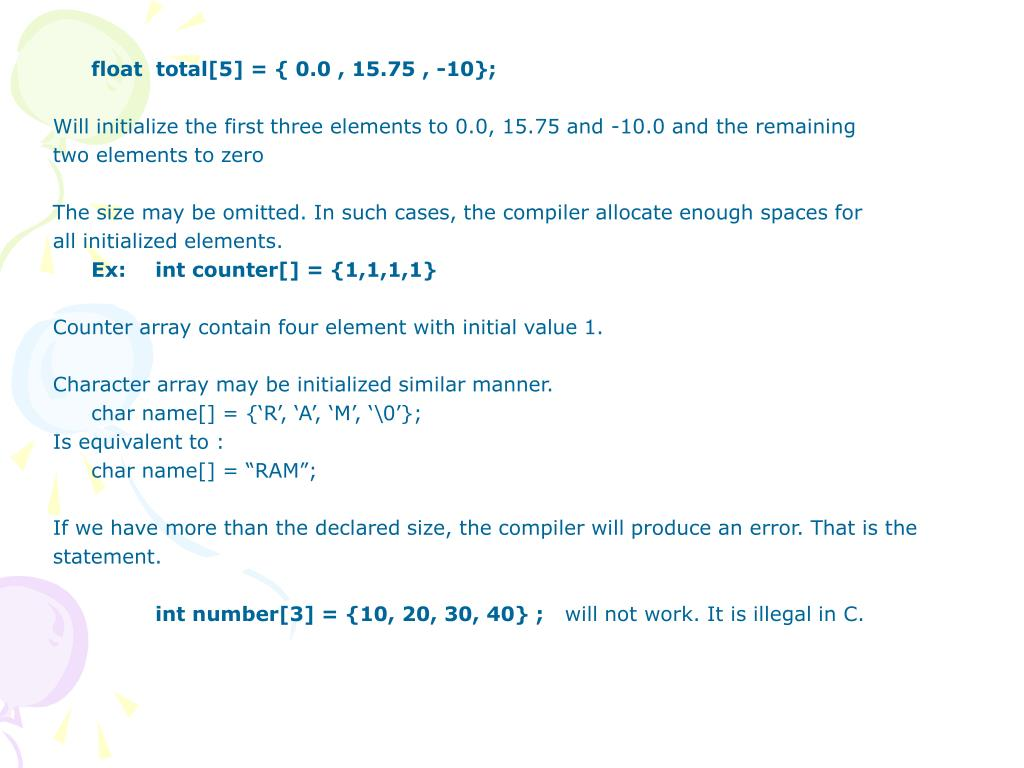 float  total[5] = { 0.0 , 15.75 , -10};
Will initialize the first three elements to 0.0, 15.75 and -10.0 and the remaining
two elements to zero
The size may be omitted. In such cases, the compiler allocate enough spaces for
all initialized elements.
Ex:    int counter[] = {1,1,1,1}
Counter array contain four element with initial value 1.
Character array may be initialized similar manner.
char name[] = {‘R’, ‘A’, ‘M’, ‘\0’};
Is equivalent to :
char name[] = “RAM”;
If we have more than the declared size, the compiler will produce an error. That is the
statement.
int number[3] = {10, 20, 30, 40} ;   will not work. It is illegal in C.